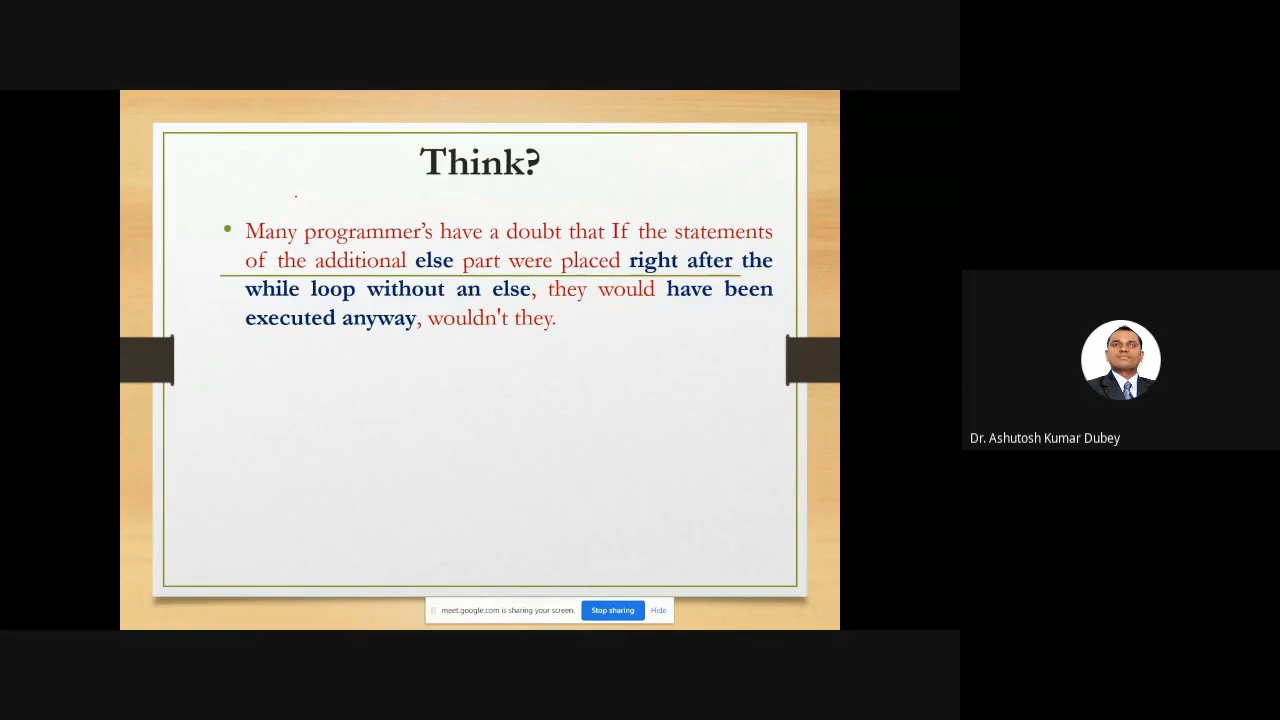 Think?
• Many programmer's have a doubt that If the statements
of the additional else part were placed right after the
while loop without an else, they would have been
executed anyway, wouldn't they.
meet.google.com is sharing your screen. Stop sharing Hide
Dr. Ashutosh Kumar Dubey